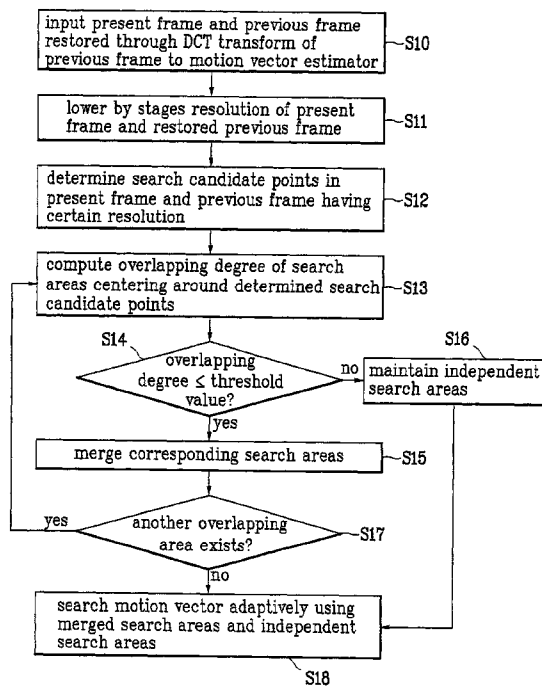 input present frame and previous frame
restored through DCT transform of
previous frame to motion vector estimator
S10
lower by stages resolution of present
frame and restored previous frame
S11
determine search candidate points in
present frame and previous frame having
certain resolution
S12
compute overlapping degree of search
areas centering around determined search
candidate points
S13
S14
overlapping
degree ≤ threshold
value?
no
yes
S16
maintain independent
search areas
merge corresponding search areas
S15
another overlapping
area exists?
S17
yes
no
search motion vector adaptively using
merged search areas and independent
search areas
S18